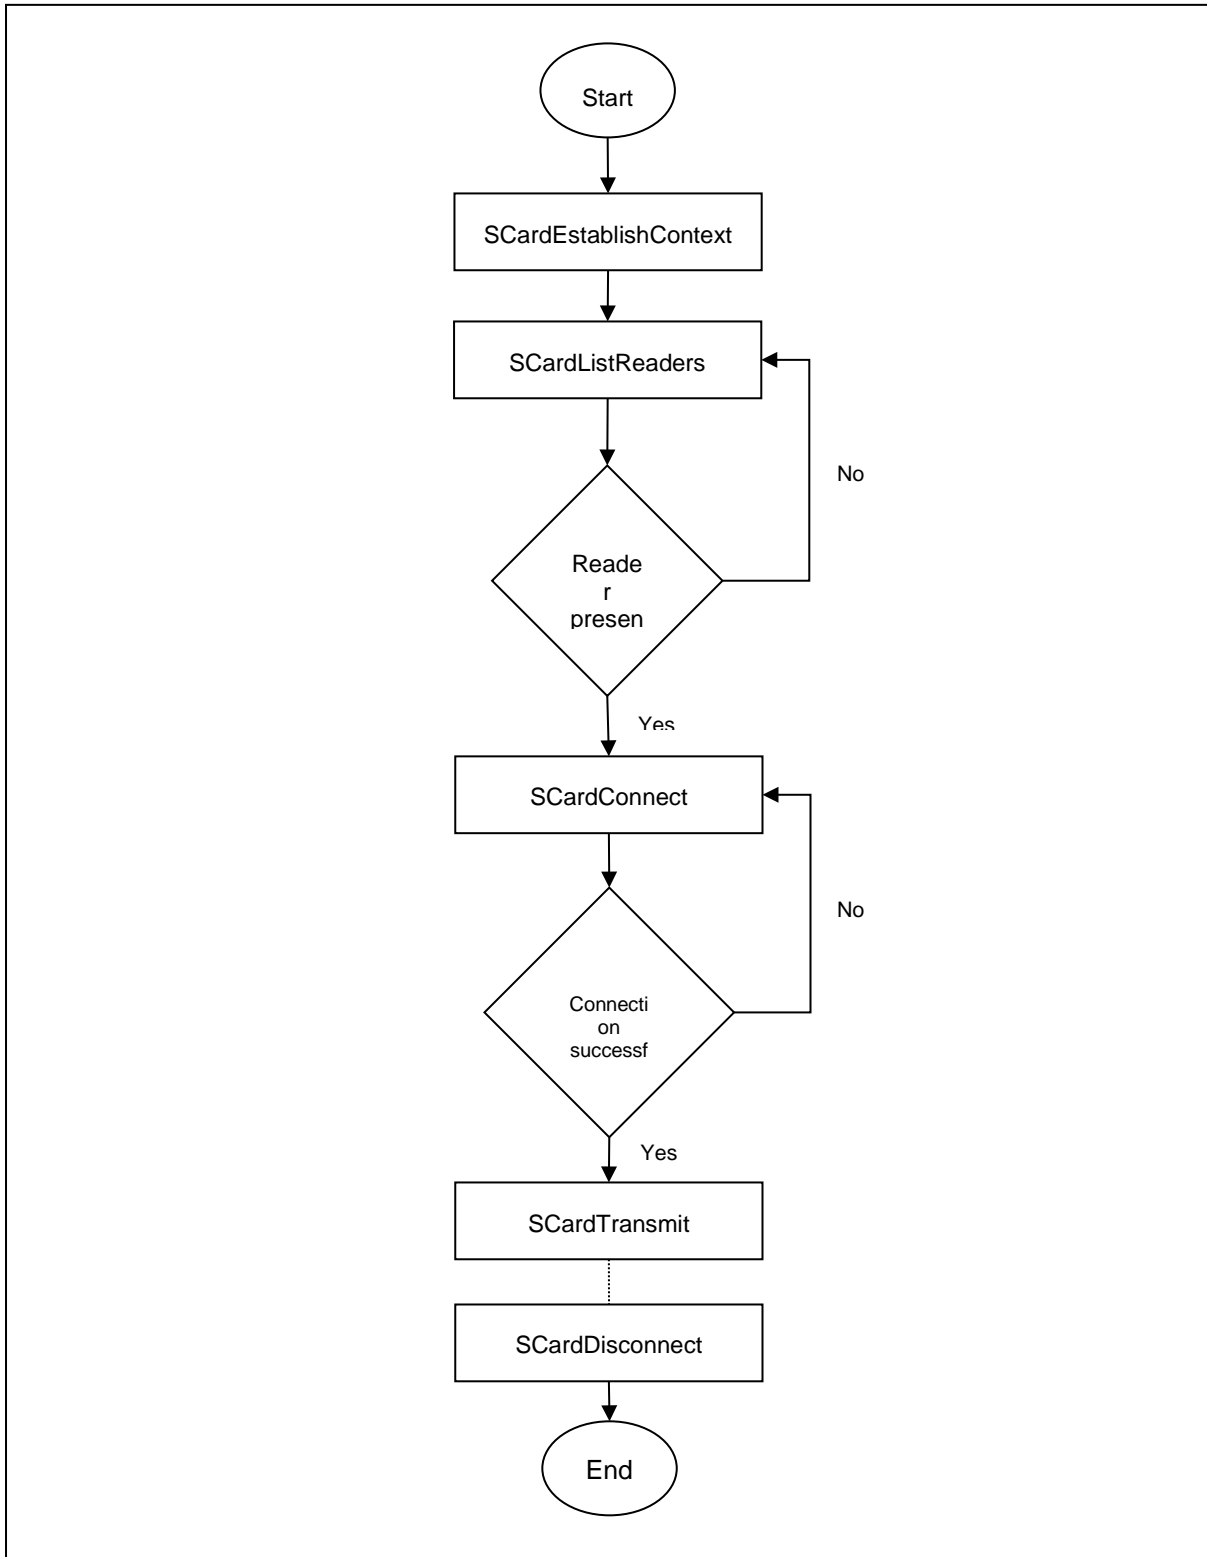 Start
SCardEstablishContext
SCardListReaders
No
Reade
r
presen
Yes
SCardConnect
No
Connecti
on
successf
Yes
SCardTransmit
SCardDisconnect
End